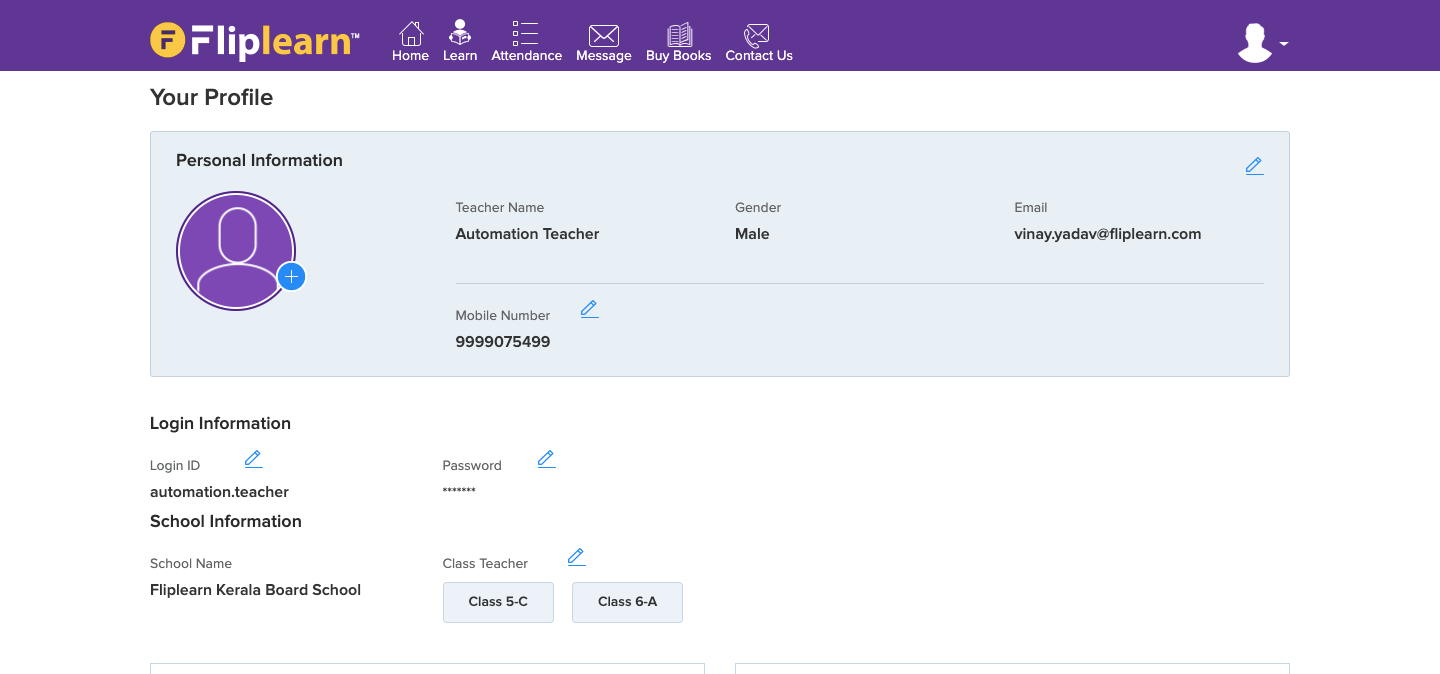 Fliplearn™
Home Learn Attendance Message Buy Books Contact Us
Your Profile
Personal Information
Teacher Name Gender Email
Automation Teacher Male vinay.yadav@fliplearn.com
Mobile Number
9999075499
Login Information
Login ID Password
automation.teacher *******
School Information
School Name Class Teacher
Fliplearn Kerala Board School Class 5-C Class 6-A